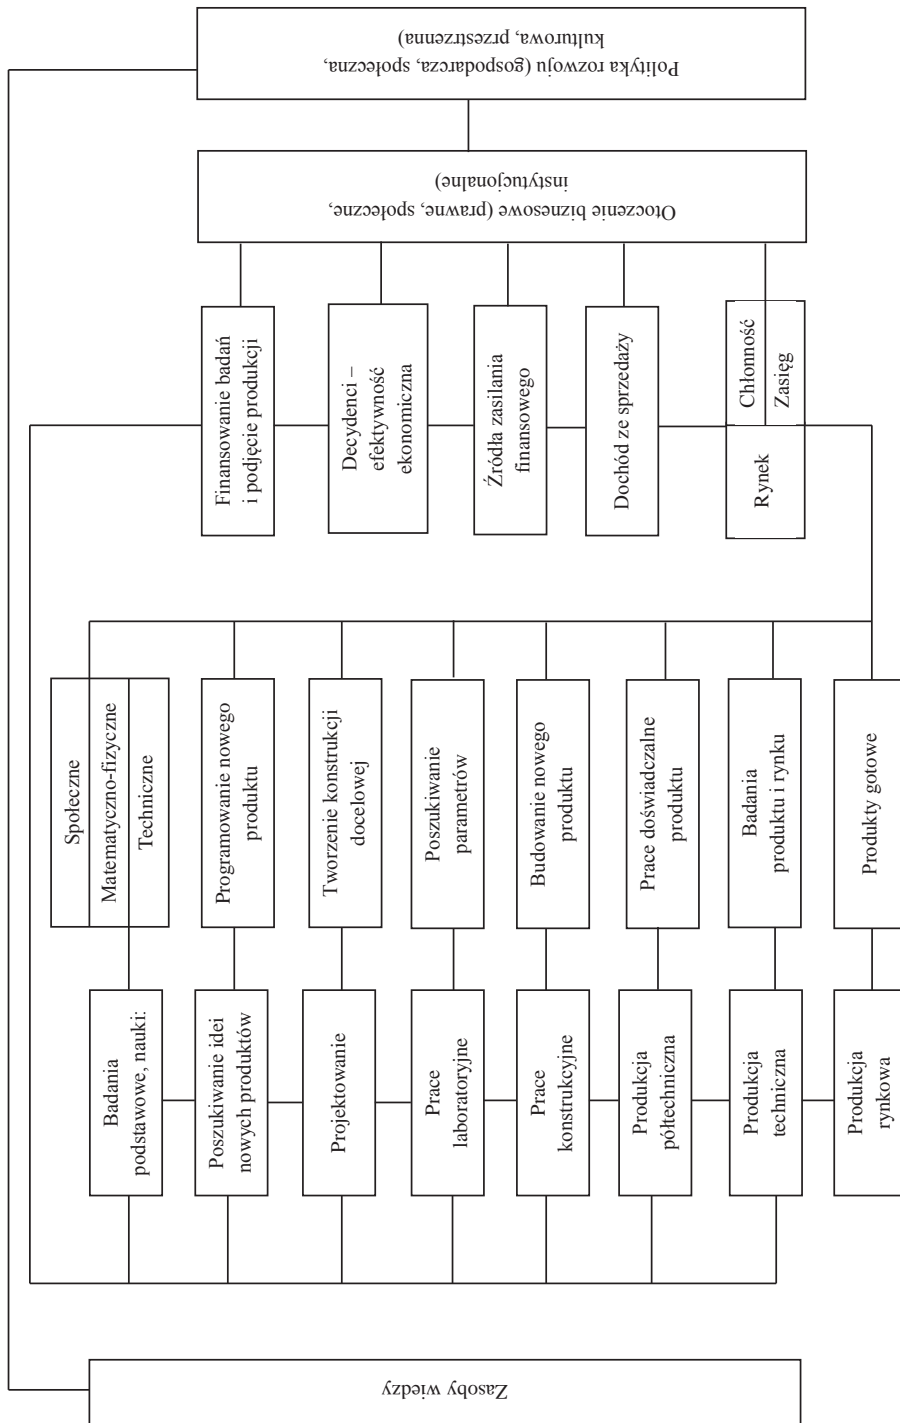 Polityka rozwoju (gospodarcza, społeczna,
kulturowa, przestrzenna)
Otoczenie biznesowe (prawne, społeczne,
instytucjonalne)
Finansowanie badań
i podjęcie produkcji
Decydenci –
efektywność
ekonomiczna
Źródła zasilania
finansowego
Dochód ze sprzedaży
Rynek
Chłonność
Zasięg
Społeczne
Matematyczno-fizyczne
Techniczne
Programowanie nowego
produktu
Tworzenie konstrukcji
docelowej
Poszukiwanie
parametrów
Budowanie nowego
produktu
Prace doświadczalne
produktu
Badania
produktu i rynku
Produkty gotowe
Badania
podstawowe, nauki:
Poszukiwanie idei
nowych produktów
Projektowanie
Prace
laboratoryjne
Prace
konstrukcyjne
Produkcja
półtechniczna
Produkcja
techniczna
Produkcja
rynkowa
Zasoby wiedzy